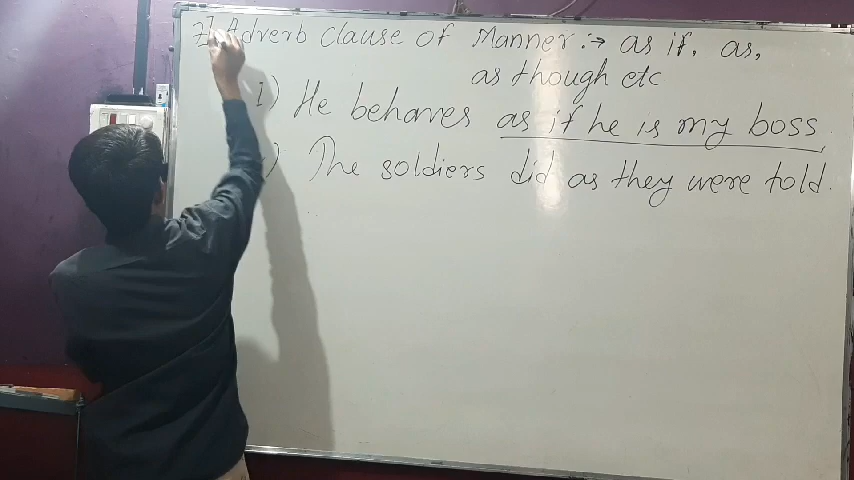 7] Adverb Clause of Manner :→ as if, as,
as though etc
I) He behaves as if he is my boss.
) The soldiers did as they were told.